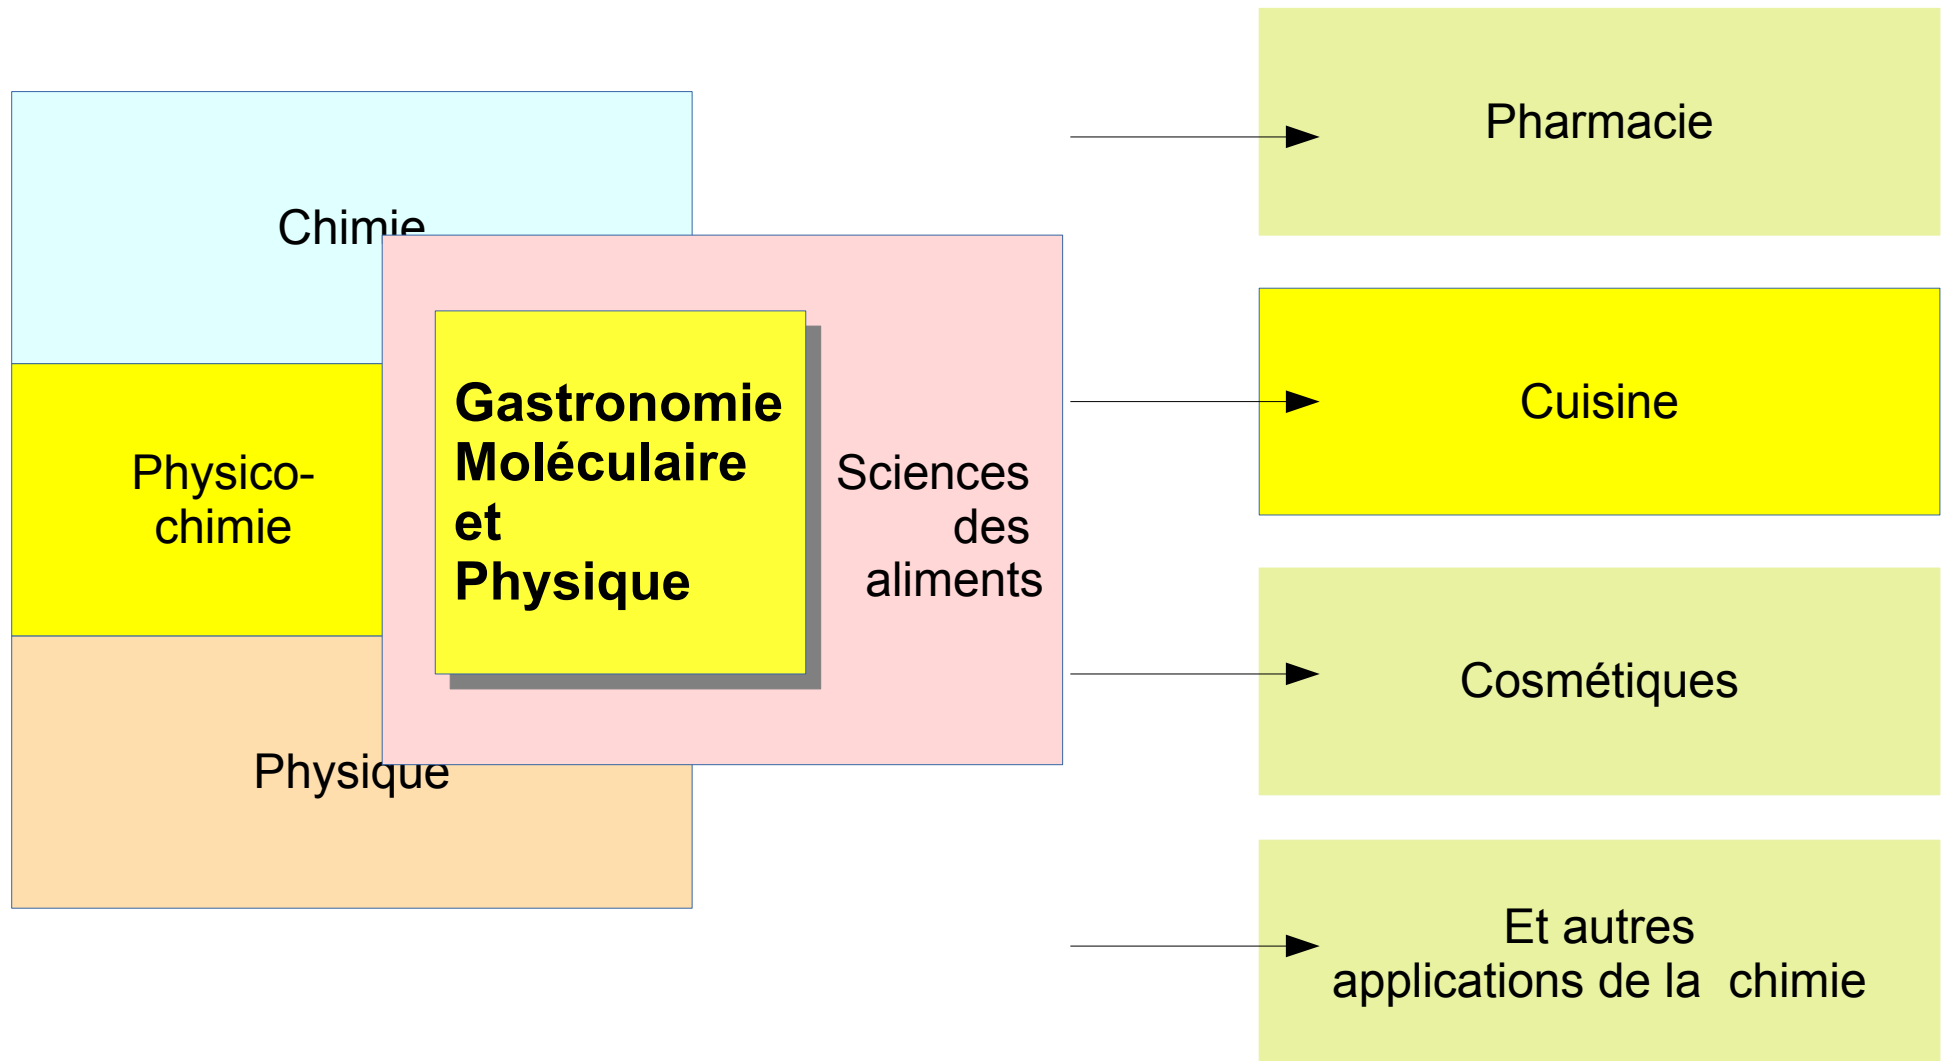 Chimie
Physico-
chimie
Physique
Gastronomie
Moléculaire
et
Physique
Sciences
des
aliments
Pharmacie
Cuisine
Cosmétiques
Et autres
applications de la  chimie